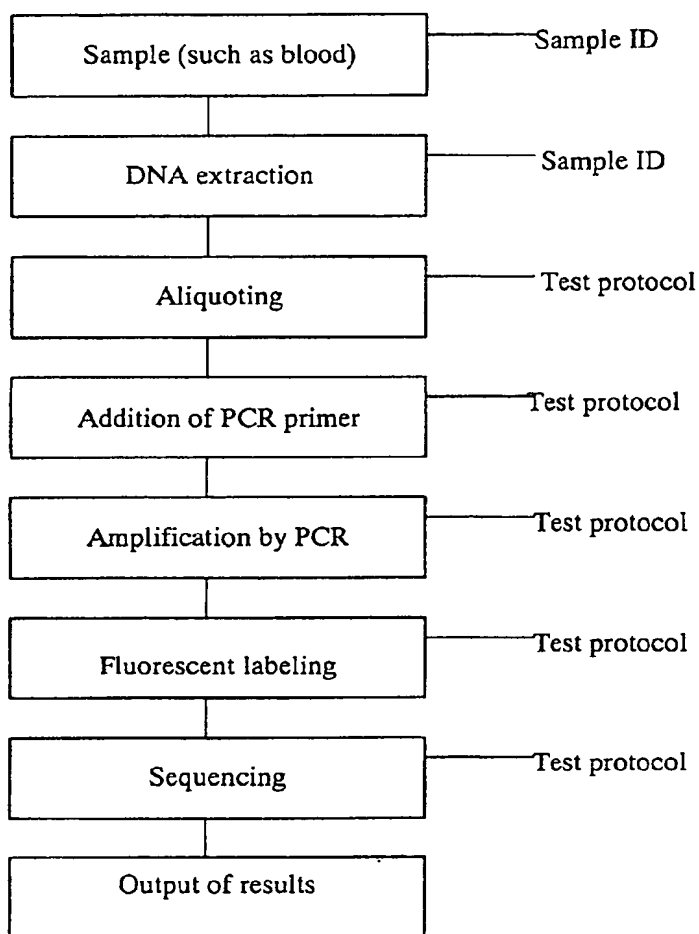 Sample (such as blood)
Sample ID
DNA extraction
Sample ID
Aliquoting
Test protocol
Addition of PCR primer
Test protocol
Amplification by PCR
Test protocol
Fluorescent labeling
Test protocol
Sequencing
Test protocol
Output of results